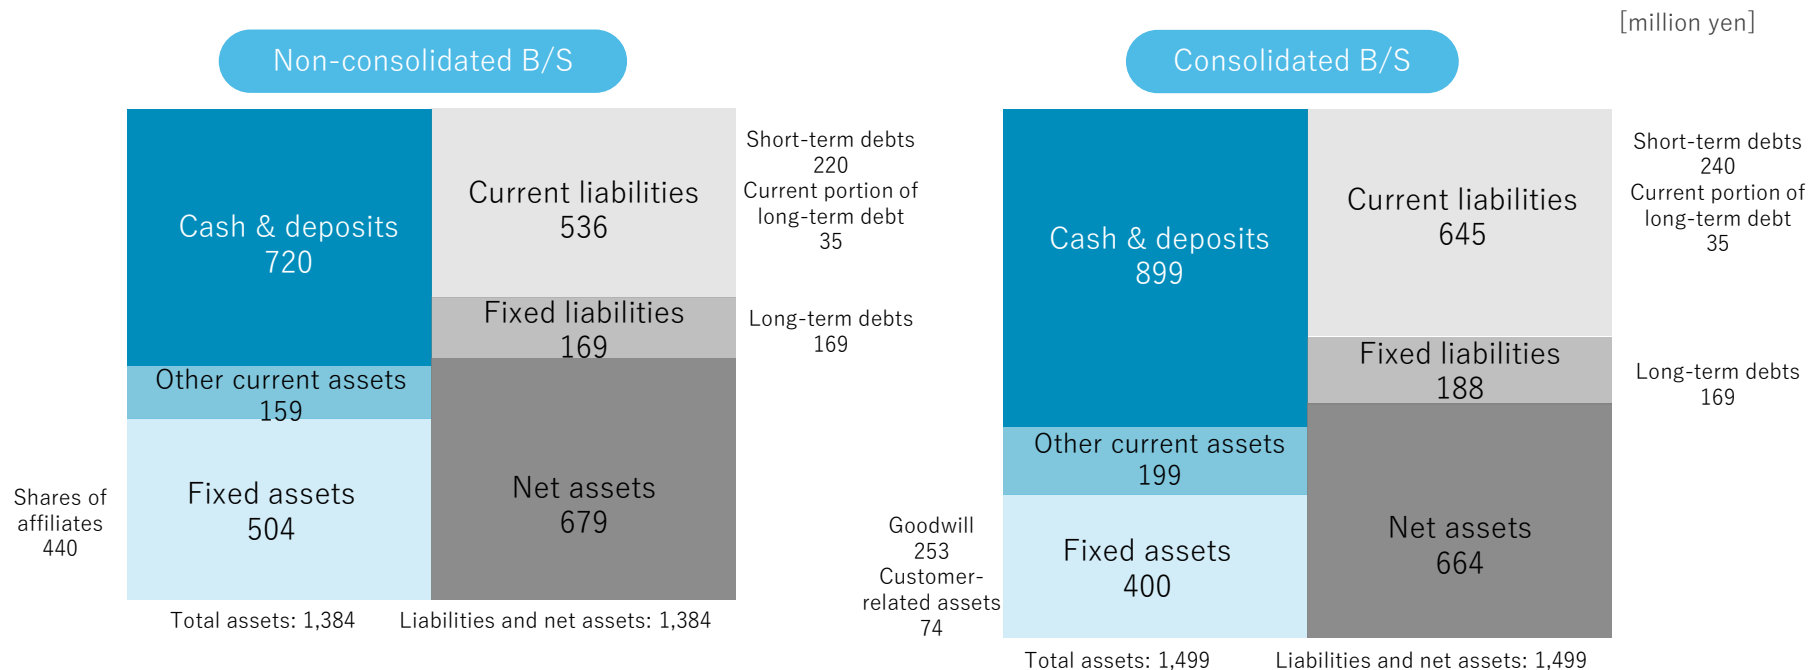 [million yen]
Non-consolidated B/S
Cash & deposits
720
Other current assets
159
Fixed assets
504
Shares of
affiliates
440
Current liabilities
536
Fixed liabilities
169
Net assets
679
Short-term debts
220
Current portion of
long-term debt
35
Long-term debts
169
Total assets: 1,384
Liabilities and net assets: 1,384
Consolidated B/S
Cash & deposits
899
Other current assets
199
Fixed assets
400
Goodwill
253
Customer-
related assets
74
Current liabilities
645
Fixed liabilities
188
Net assets
664
Short-term debts
240
Current portion of
long-term debt
35
Long-term debts
169
Total assets: 1,499
Liabilities and net assets: 1,499